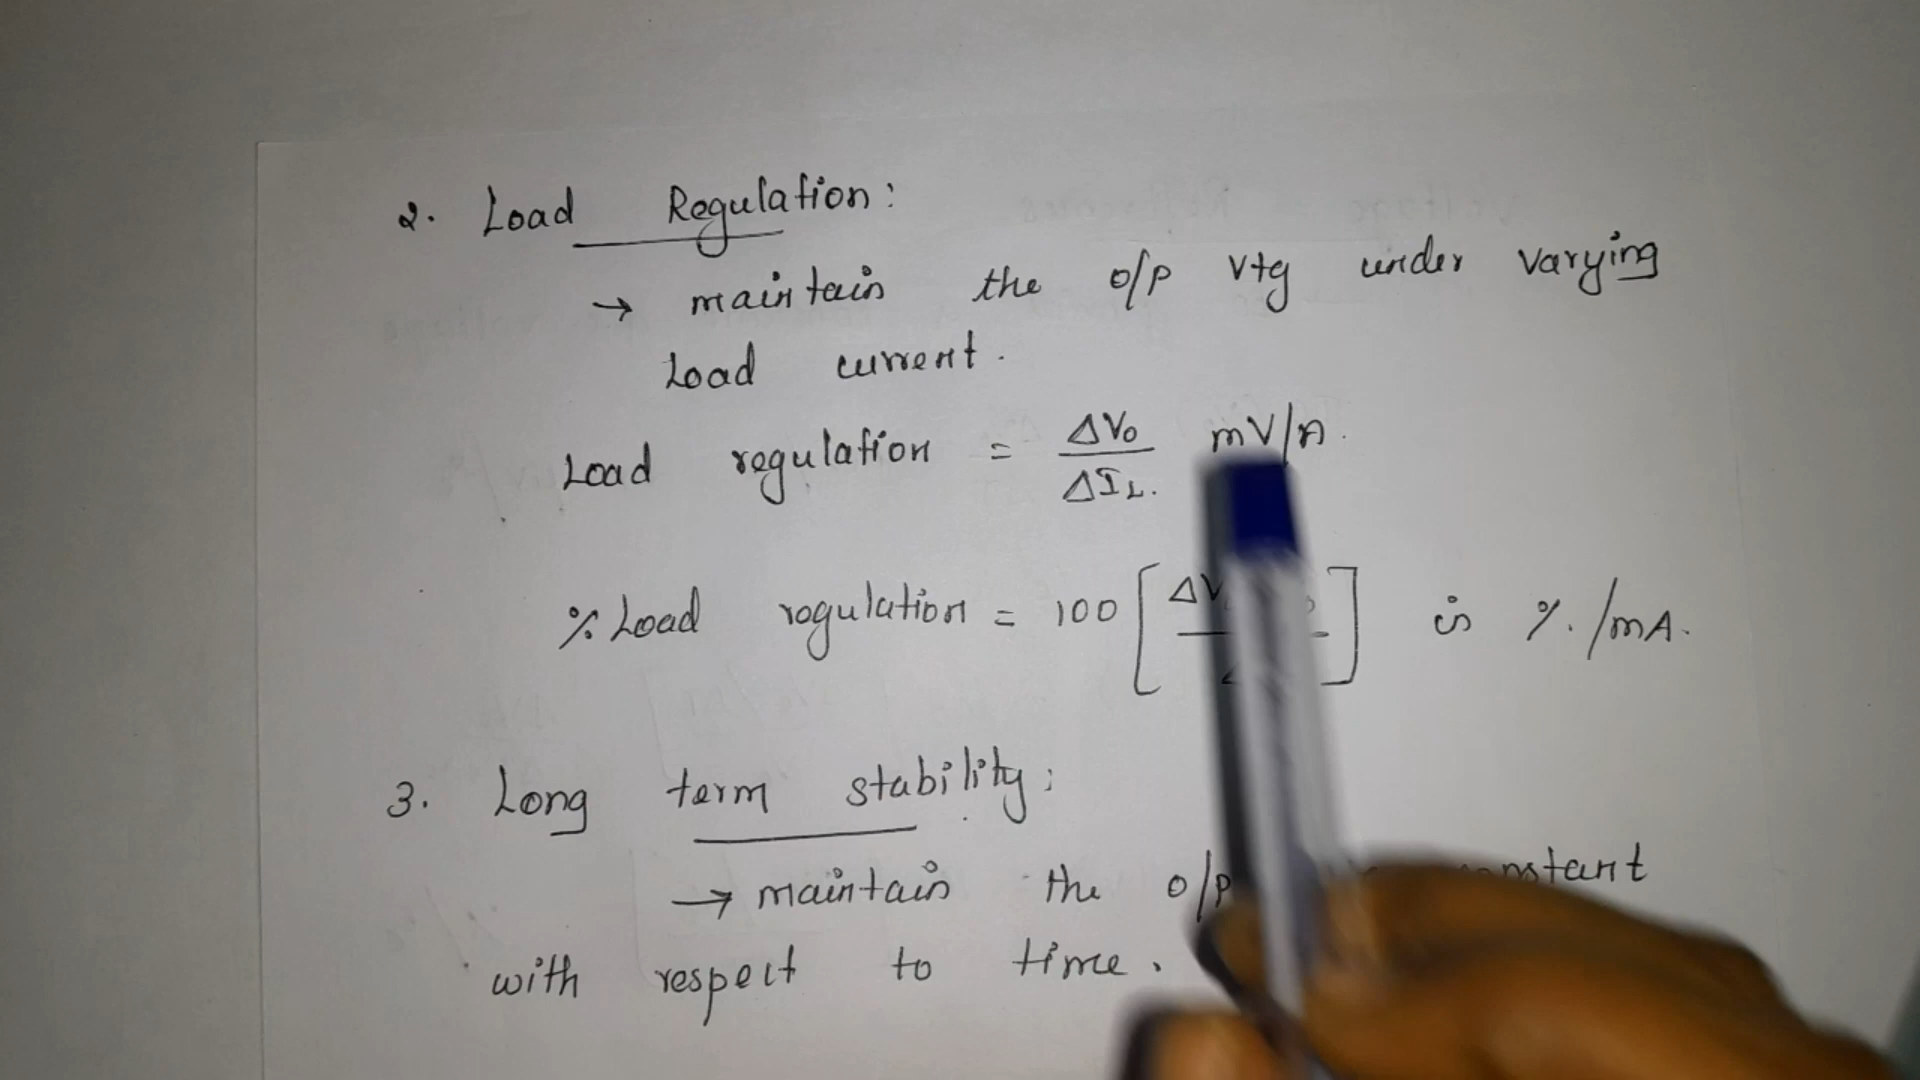 2. Load Regulation:
→ maintain the o/p vtg under varying
Load current.
Load regulation = ΔVo/ΔIL. mV/A.
% Load regulation = 100 [ ] in %/mA.
3. Long term stability:
→ maintain the o/p
with respect to time.